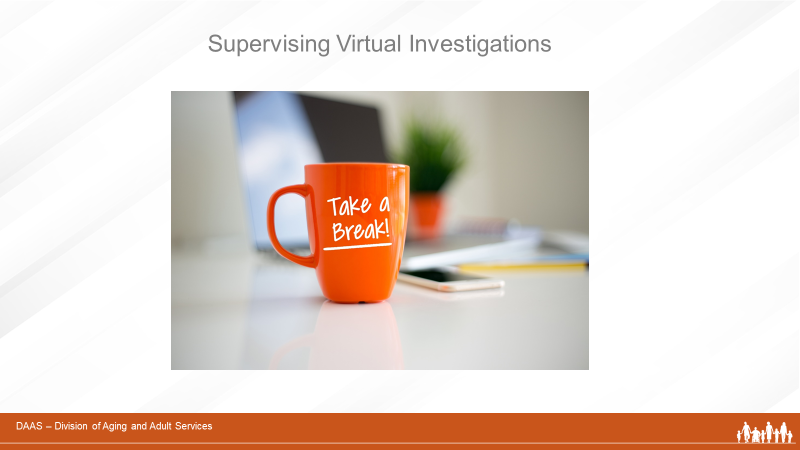 Supervising Virtual Investigations
Take a
Break!
DAAS – Division of Aging and Adult Services